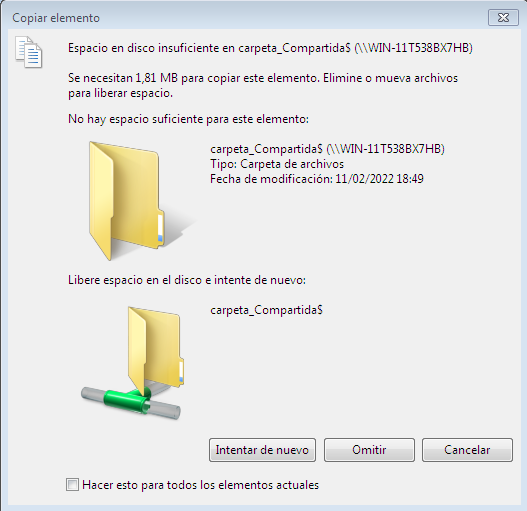 Copiar elemento
Espacio en disco insuficiente en carpeta_Compartida$ (\\WIN-11T538BX7HB)
Se necesitan 1,81 MB para copiar este elemento. Elimine o mueva archivos
para liberar espacio.
No hay espacio suficiente para este elemento:
carpeta_Compartida$ (\\WIN-11T538BX7HB)
Tipo: Carpeta de archivos
Fecha de modificación: 11/02/2022 18:49
Libere espacio en el disco e intente de nuevo:
carpeta_Compartida$
Intentar de nuevo
Omitir
Cancelar
Hacer esto para todos los elementos actuales